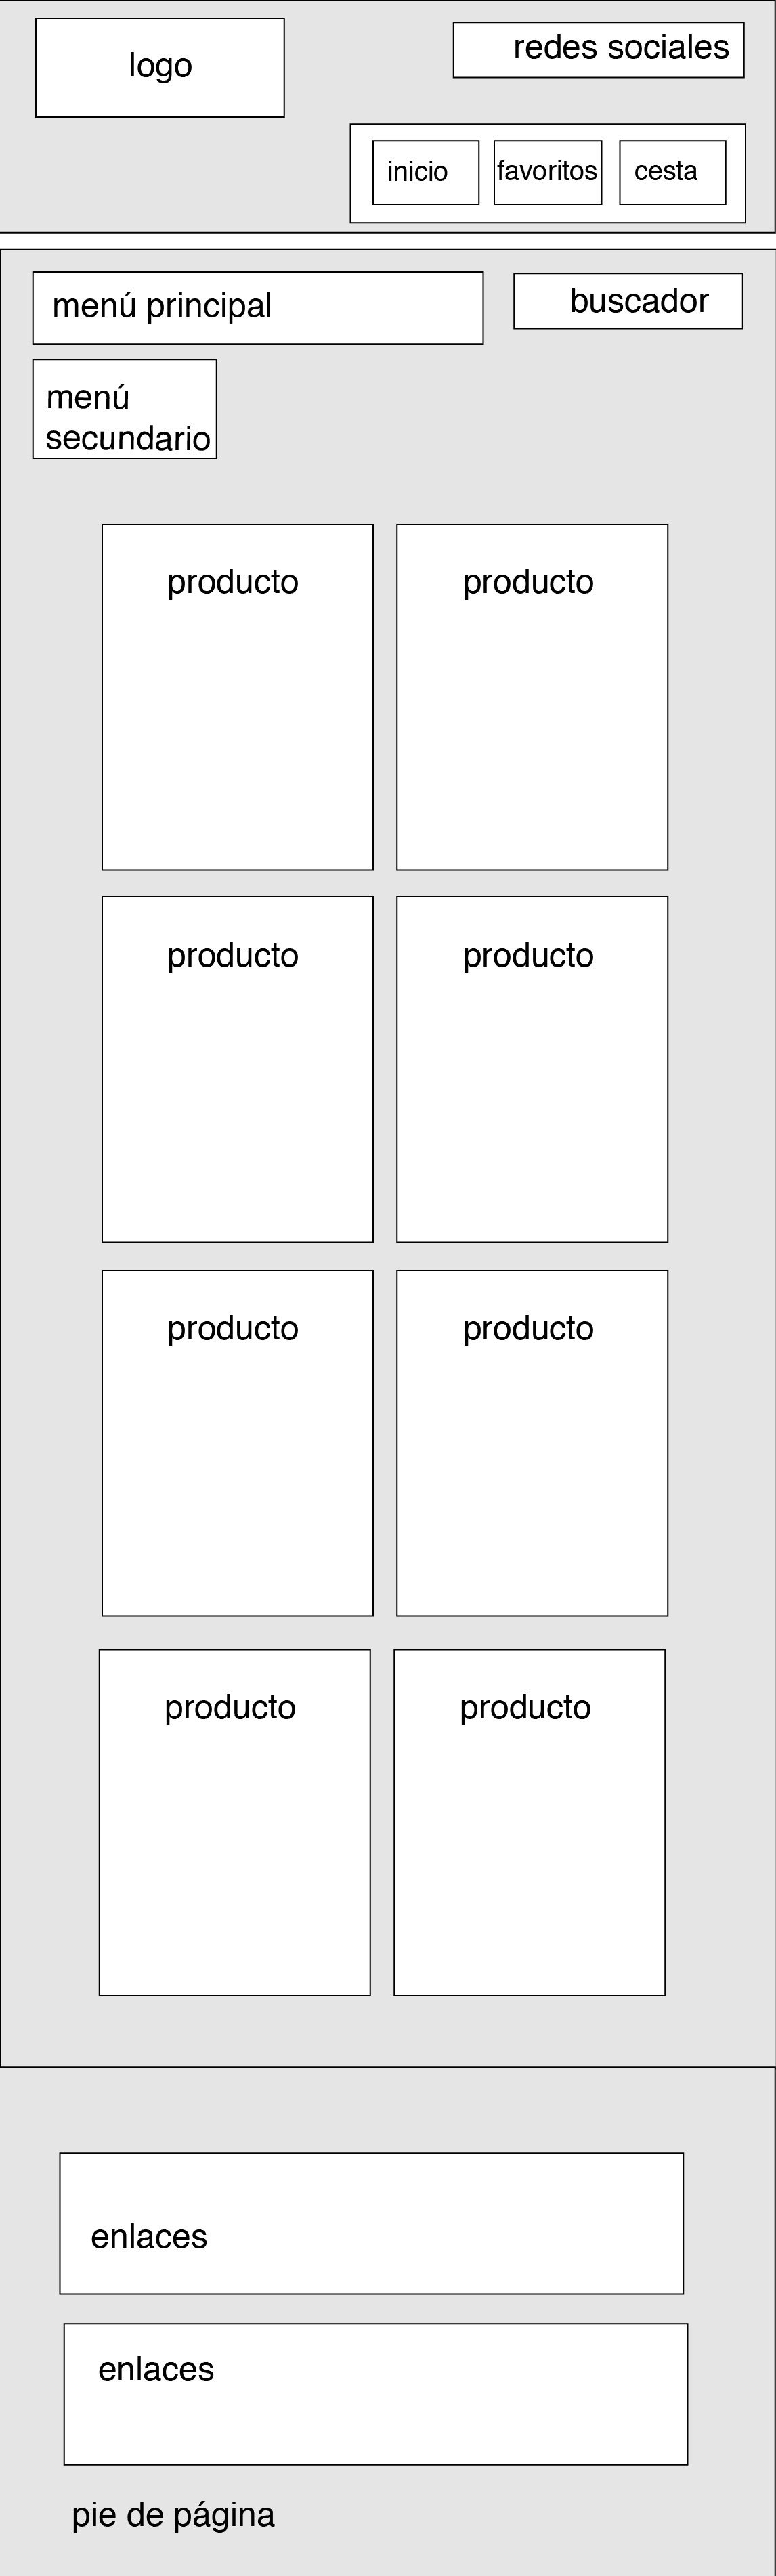 logo
redes sociales
inicio
favoritos
cesta
menú principal
buscador
menú
secundario
producto
producto
producto
producto
producto
producto
producto
producto
enlaces
enlaces
pie de página